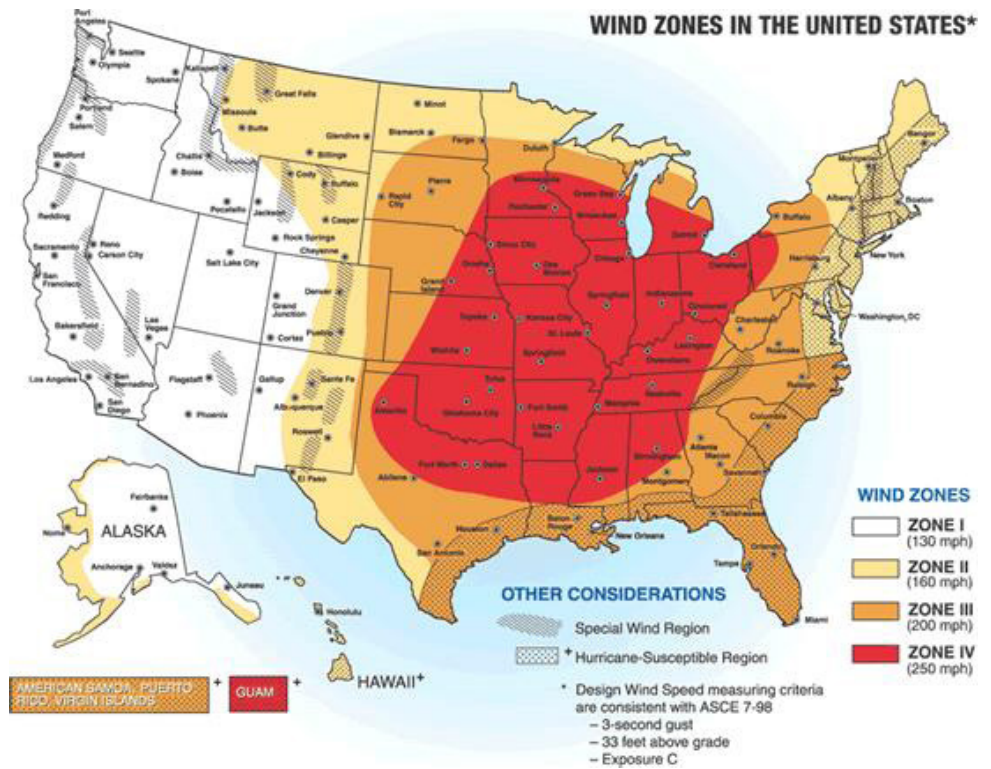 WIND ZONES IN THE UNITED STATES*
Port
Angeles
Seattle
Olympia
Spokane
Kalispell
Great Falls
Missoula
Butte
Glendive
Billings
Minot
Bismarck
Fargo
Duluth
Portland
Salem
Medford
Challis
Boise
Pocatello
Jackson
Cody
Buffalo
Casper
Rock Springs
Cheyenne
Rapid
City
Pierre
Minneapolis
Rochester
Green Bay
Milwaukee
Detroit
Bangor
Montpelier
Albany
Boston
Buffalo
New York
Harrisburg
Erie
Cleveland
Redding
Sacramento
Reno
Carson City
San
Francisco
Salt Lake City
Grand
Junction
Denver
Pueblo
Cortez
Bakersfield
Las
Vegas
Los Angeles
San
Bernadino
San
Diego
Flagstaff
Phoenix
Gallup
Santa Fe
Albuquerque
Roswell
El Paso
Sioux City
Omaha
Des
Moines
Grand
Island
Chicago
Springfield
Indianapolis
Cincinnati
Topeka
Kansas City
St. Louis
Wichita
Springfield
Owensboro
Lexington
Charleston
Roanoke
Washington, DC
Raleigh
Columbia
Nashville
Memphis
Tulsa
Oklahoma City
Fort Smith
Little
Rock
Amarillo
Fort Worth
Dallas
Abilene
Jackson
Birmingham
Montgomery
Atlanta
Macon
Savannah
Tallahassee
Orlando
Tampa
Miami
Houston
San Antonio
Baton
Rouge
New Orleans
Fairbanks
Nome
ALASKA
Anchorage
Valdez
Juneau
Honolulu
HAWAII+
AMERICAN SAMOA, PUERTO
RICO, VIRGIN ISLANDS
+
GUAM
+
OTHER CONSIDERATIONS
Special Wind Region
+ Hurricane-Susceptible Region
* Design Wind Speed measuring criteria
are consistent with ASCE 7-98
– 3-second gust
– 33 feet above grade
– Exposure C
WIND ZONES
ZONE I
(130 mph)
ZONE II
(160 mph)
ZONE III
(200 mph)
ZONE IV
(250 mph)